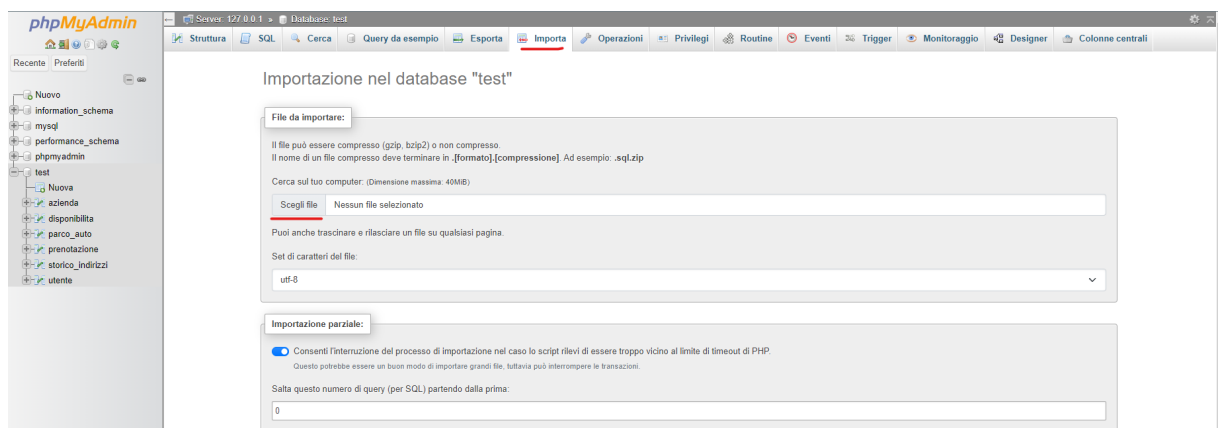 phpMyAdmin
Recente Preferiti
Nuovo
information_schema
mysql
performance_schema
phpmyadmin
test
Nuova
azienda
disponibilita
parco_auto
prenotazione
storico_indirizzi
utente
Server: 127.0.0.1 » Database: test
Struttura SQL Cerca Query da esempio Esporta Importa Operazioni Privilegi Routine Eventi Trigger Monitoraggio Designer Colonne centrali
Importazione nel database "test"
File da importare:
Il file può essere compresso (gzip, bzip2) o non compresso.
Il nome di un file compresso deve terminare in .[formato].[compressione]. Ad esempio: .sql.zip
Cerca sul tuo computer: (Dimensione massima: 40MiB)
Scegli file Nessun file selezionato
Puoi anche trascinare e rilasciare un file su qualsiasi pagina.
Set di caratteri del file:
utf-8
Importazione parziale:
Consenti l'interruzione del processo di importazione nel caso lo script rilevi di essere troppo vicino al limite di timeout di PHP.
Questo potrebbe essere un buon modo di importare grandi file, tuttavia può interrompere le transazioni.
Salta questo numero di query (per SQL) partendo dalla prima:
0